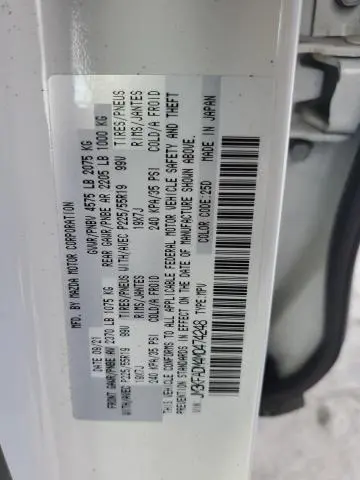 MFD. BY MAZDA MOTOR CORPORATION
DATE 09/21 GVWR/PNBV 4575 LB 2075 KG
FRONT GAWR/PNBE AV 2370 LB 1075 KG REAR GAWR/PNBE AR 2205 LB 1000 KG
WITH/AVEC P225/55R19 99V TIRES/PNEUS WITH/AVEC P225/55R19 99V TIRES/PNEUS
19X7J RIMS/JANTES 19X7J RIMS/JANTES
240 KPA/35 PSI COLD/A FROID 240 KPA/35 PSI COLD/A FROID
THIS VEHICLE CONFORMS TO ALL APPLICABLE FEDERAL MOTOR VEHICLE SAFETY AND THEFT
PREVENTION STANDARDS IN EFFECT ON THE DATE OF MANUFACTURE SHOWN ABOVE.
TYPE: MPV COLOR CODE: 25D MADE IN JAPAN